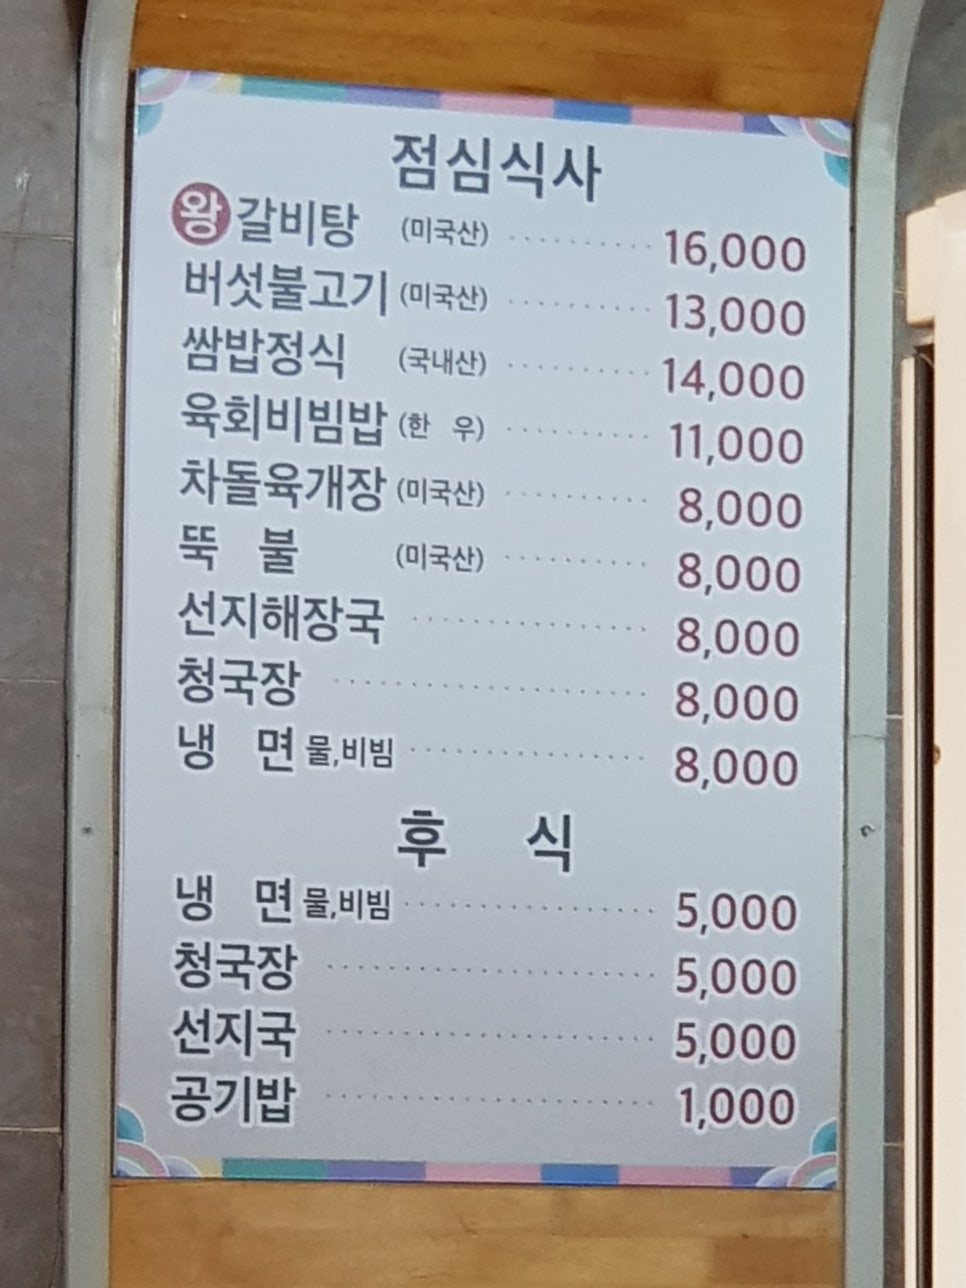 점심식사
왕갈비탕 (미국산) .......... 16,000
버섯불고기 (미국산) .......... 13,000
쌈밥정식 (국내산) .......... 14,000
육회비빔밥 (한 우) .......... 11,000
차돌육개장 (미국산) .......... 8,000
뚝 불 (미국산) .......... 8,000
선지해장국 ................ 8,000
청국장 ...................... 8,000
냉 면 물,비빔 ................ 8,000
후 식
냉 면 물,비빔 ................ 5,000
청국장 ...................... 5,000
선지국 ...................... 5,000
공기밥 ...................... 1,000